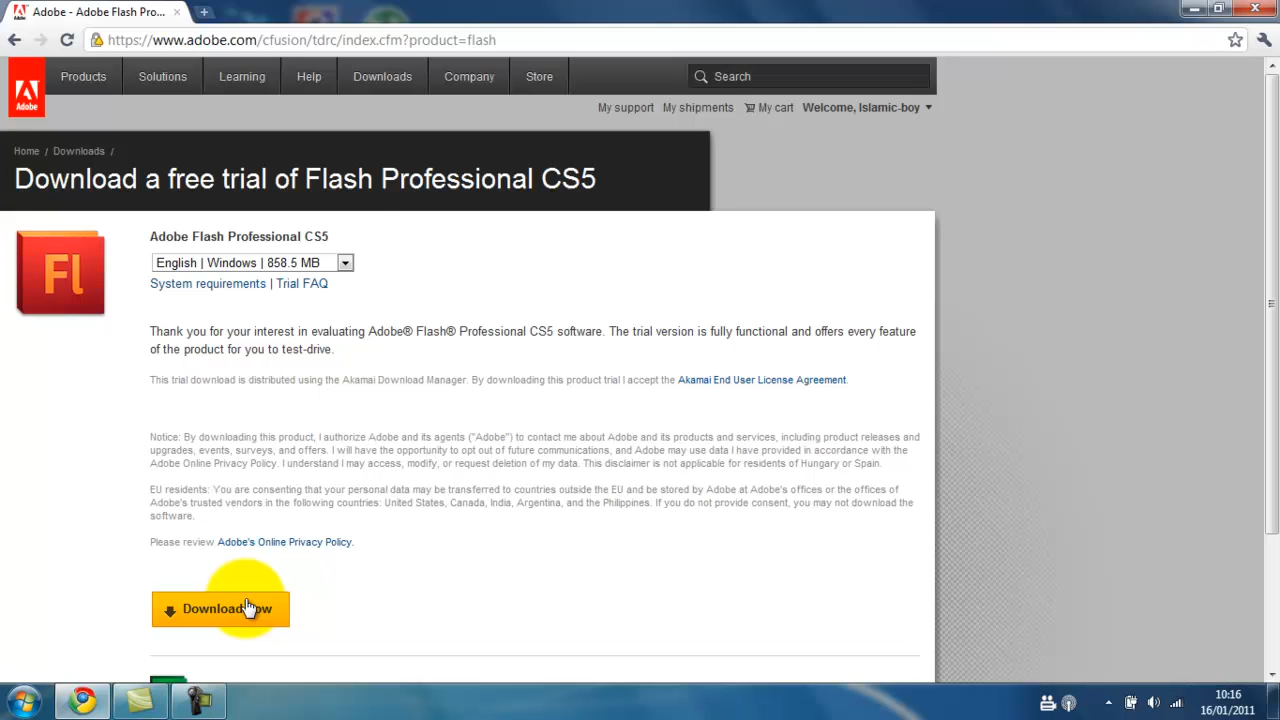 Adobe - Adobe Flash Pro...
https://www.adobe.com/cfusion/tdrc/index.cfm?product=flash
Adobe
Products
Solutions
Learning
Help
Downloads
Company
Store
Search
My support
My shipments
My cart
Welcome, Islamic-boy
Home / Downloads /
Download a free trial of Flash Professional CS5
Fl
Adobe Flash Professional CS5
English | Windows | 858.5 MB
System requirements | Trial FAQ
Thank you for your interest in evaluating Adobe® Flash® Professional CS5 software. The trial version is fully functional and offers every feature
of the product for you to test-drive.
This trial download is distributed using the Akamai Download Manager. By downloading this product trial I accept the Akamai End User License Agreement.
Notice: By downloading this product, I authorize Adobe and its agents ("Adobe") to contact me about Adobe and its products and services, including product releases and
upgrades, events, surveys, and offers. I will have the opportunity to opt out of future communications, and Adobe may use data I have provided in accordance with the
Adobe Online Privacy Policy. I understand I may access, modify, or request deletion of my data. This disclaimer is not applicable for residents of Hungary or Spain.
EU residents: You are consenting that your personal data may be transferred to countries outside the EU and be stored by Adobe at Adobe's offices or the offices of
Adobe's trusted vendors in the following countries: United States, Canada, India, Argentina, and the Philippines. If you do not provide consent, you may not download the
software.
Please review Adobe's Online Privacy Policy.
Download Now
10:16
16/01/2011